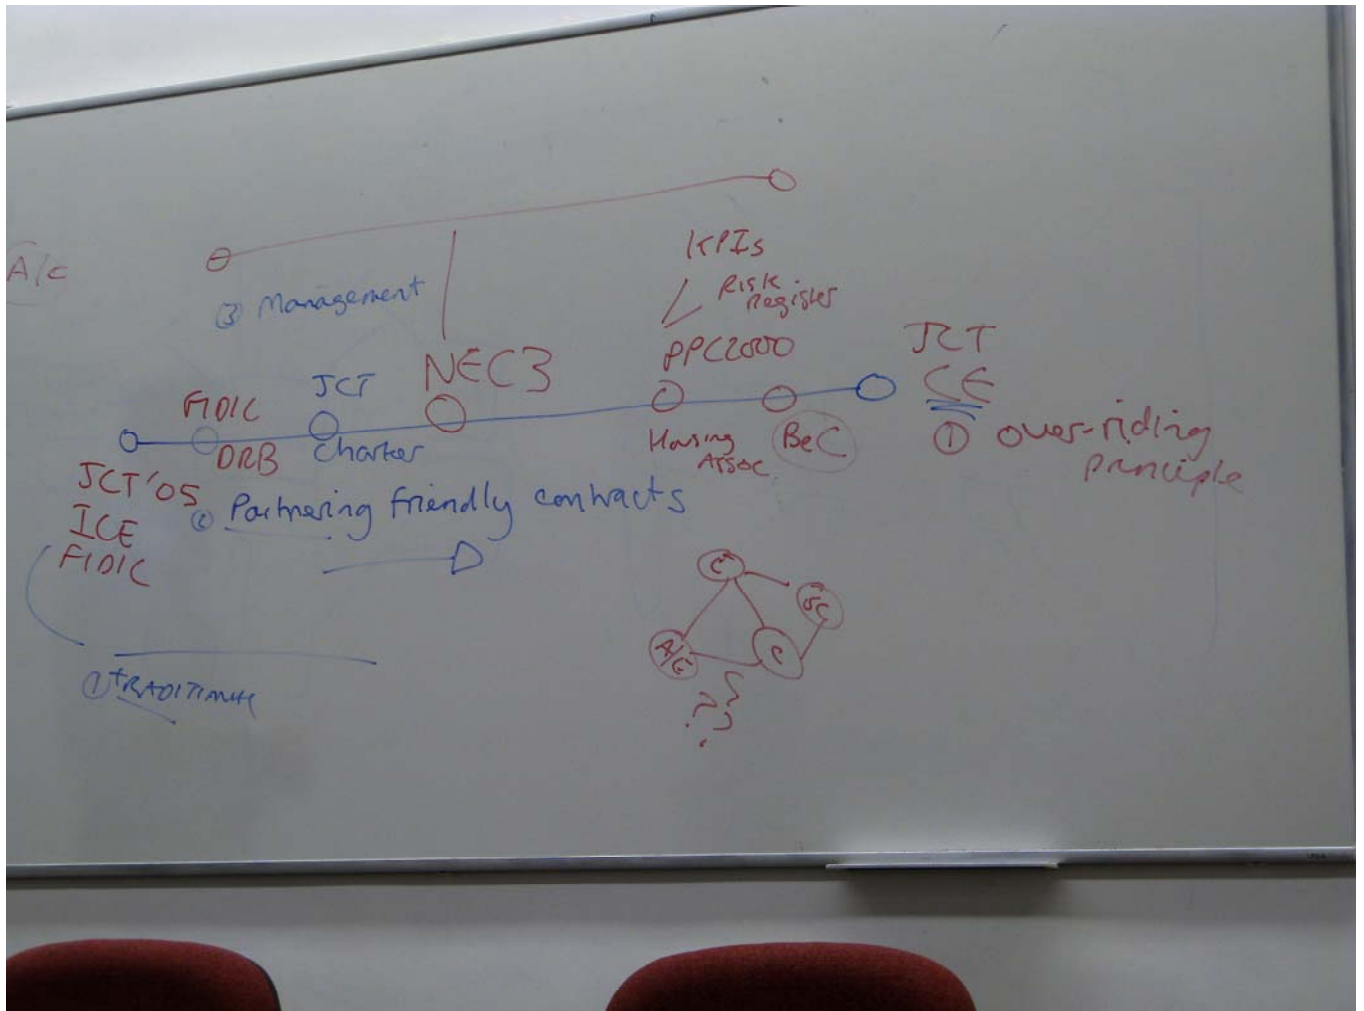 A/C
③ Management
KPIs
Risk
Register
FIDIC
DRB
JCT
Charter
NEC3
PPC2000
Housing
Assoc.
BeC
JCT
CE
① over-riding
principle
JCT'05
ICE
FIDIC
② Partnering friendly contracts
① TRADITIONAL
C
SC
A/E
C
??